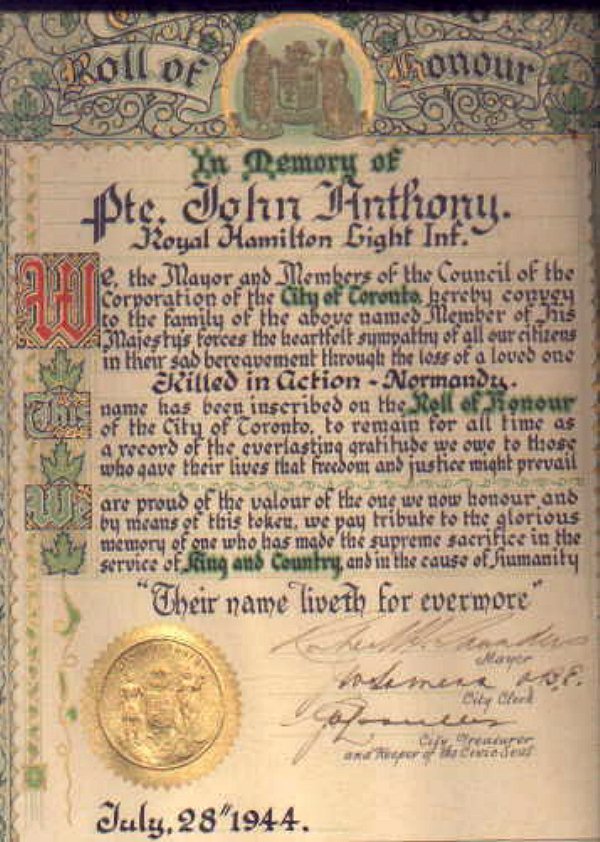 Roll of Honour
In Memory of
Pte. John Anthony.
Royal Hamilton Light Inf.
We, the Mayor and Members of the Council of the
Corporation of the City of Toronto, hereby convey
to the family of the above named Member of His
Majesty's forces the heartfelt sympathy of all our citizens
in their sad bereavement through the loss of a loved one
Killed in Action - Normandy.
This name has been inscribed on the Roll of Honour
of the City of Toronto, to remain for all time as
a record of the everlasting gratitude we owe to those
who gave their lives that freedom and justice might prevail
We are proud of the valour of the one we now honour and
by means of this token, we pay tribute to the glorious
memory of one who has made the supreme sacrifice in the
service of King and Country, and in the cause of Humanity
"Their name liveth for evermore"
Mayor
O.B.E.
City Clerk
City Treasurer
and Keeper of the Civic Seal
July, 28" 1944.